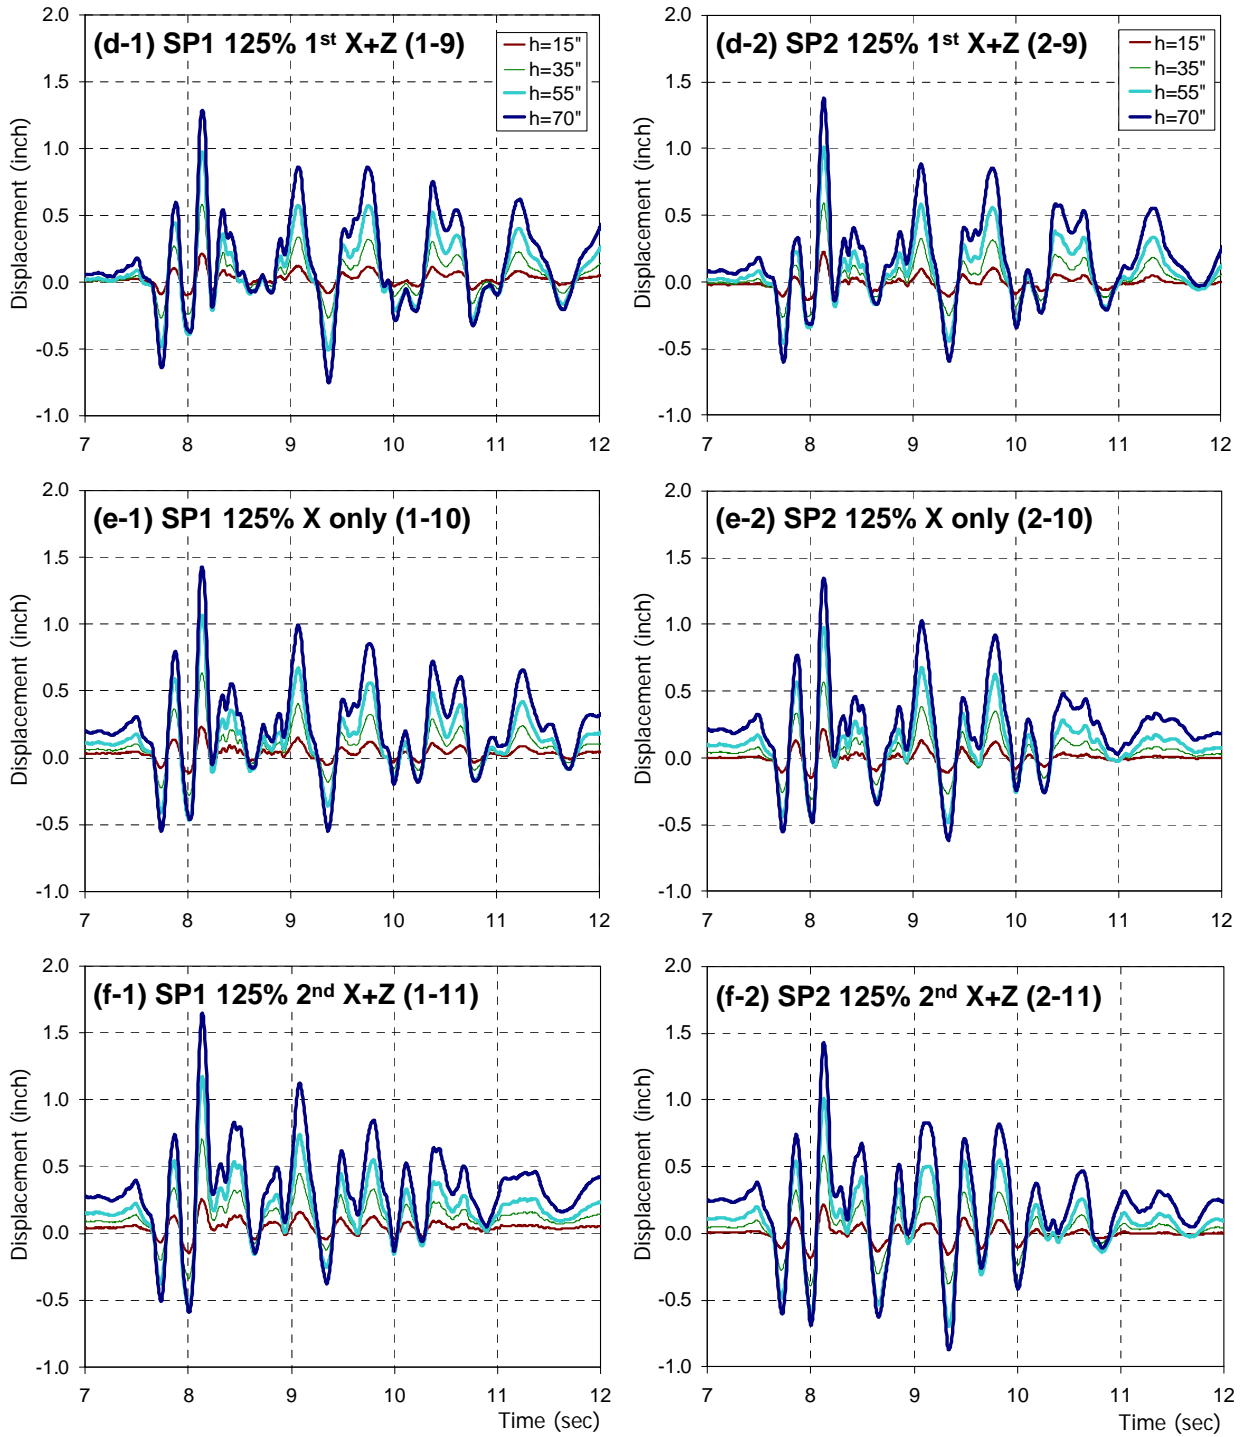 (d-1) SP1 125% 1st X+Z (1-9)
h=15"
h=35"
h=55"
h=70"
Displacement (inch)
2.0
1.5
1.0
0.5
0.0
-0.5
-1.0
7 8 9 10 11 12
(d-2) SP2 125% 1st X+Z (2-9)
h=15"
h=35"
h=55"
h=70"
Displacement (inch)
2.0
1.5
1.0
0.5
0.0
-0.5
-1.0
7 8 9 10 11 12
(e-1) SP1 125% X only (1-10)
Displacement (inch)
2.0
1.5
1.0
0.5
0.0
-0.5
-1.0
7 8 9 10 11 12
(e-2) SP2 125% X only (2-10)
Displacement (inch)
2.0
1.5
1.0
0.5
0.0
-0.5
-1.0
7 8 9 10 11 12
(f-1) SP1 125% 2nd X+Z (1-11)
Displacement (inch)
2.0
1.5
1.0
0.5
0.0
-0.5
-1.0
7 8 9 10 11 12
Time (sec)
(f-2) SP2 125% 2nd X+Z (2-11)
Displacement (inch)
2.0
1.5
1.0
0.5
0.0
-0.5
-1.0
7 8 9 10 11 12
Time (sec)